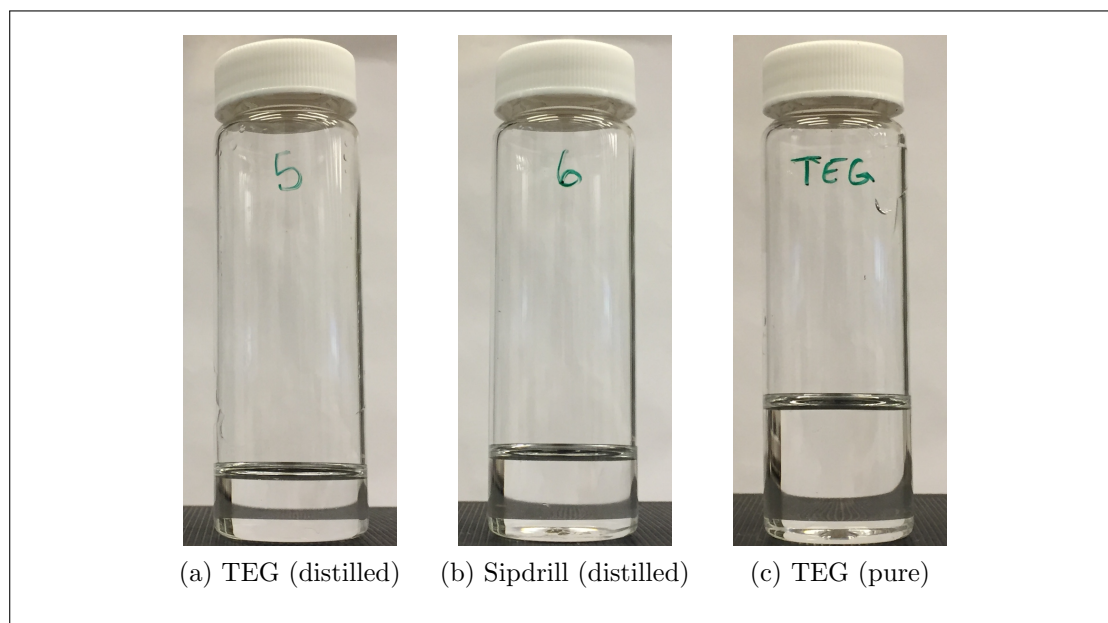 5
6
TEG
(a) TEG (distilled)
(b) Sipdrill (distilled)
(c) TEG (pure)